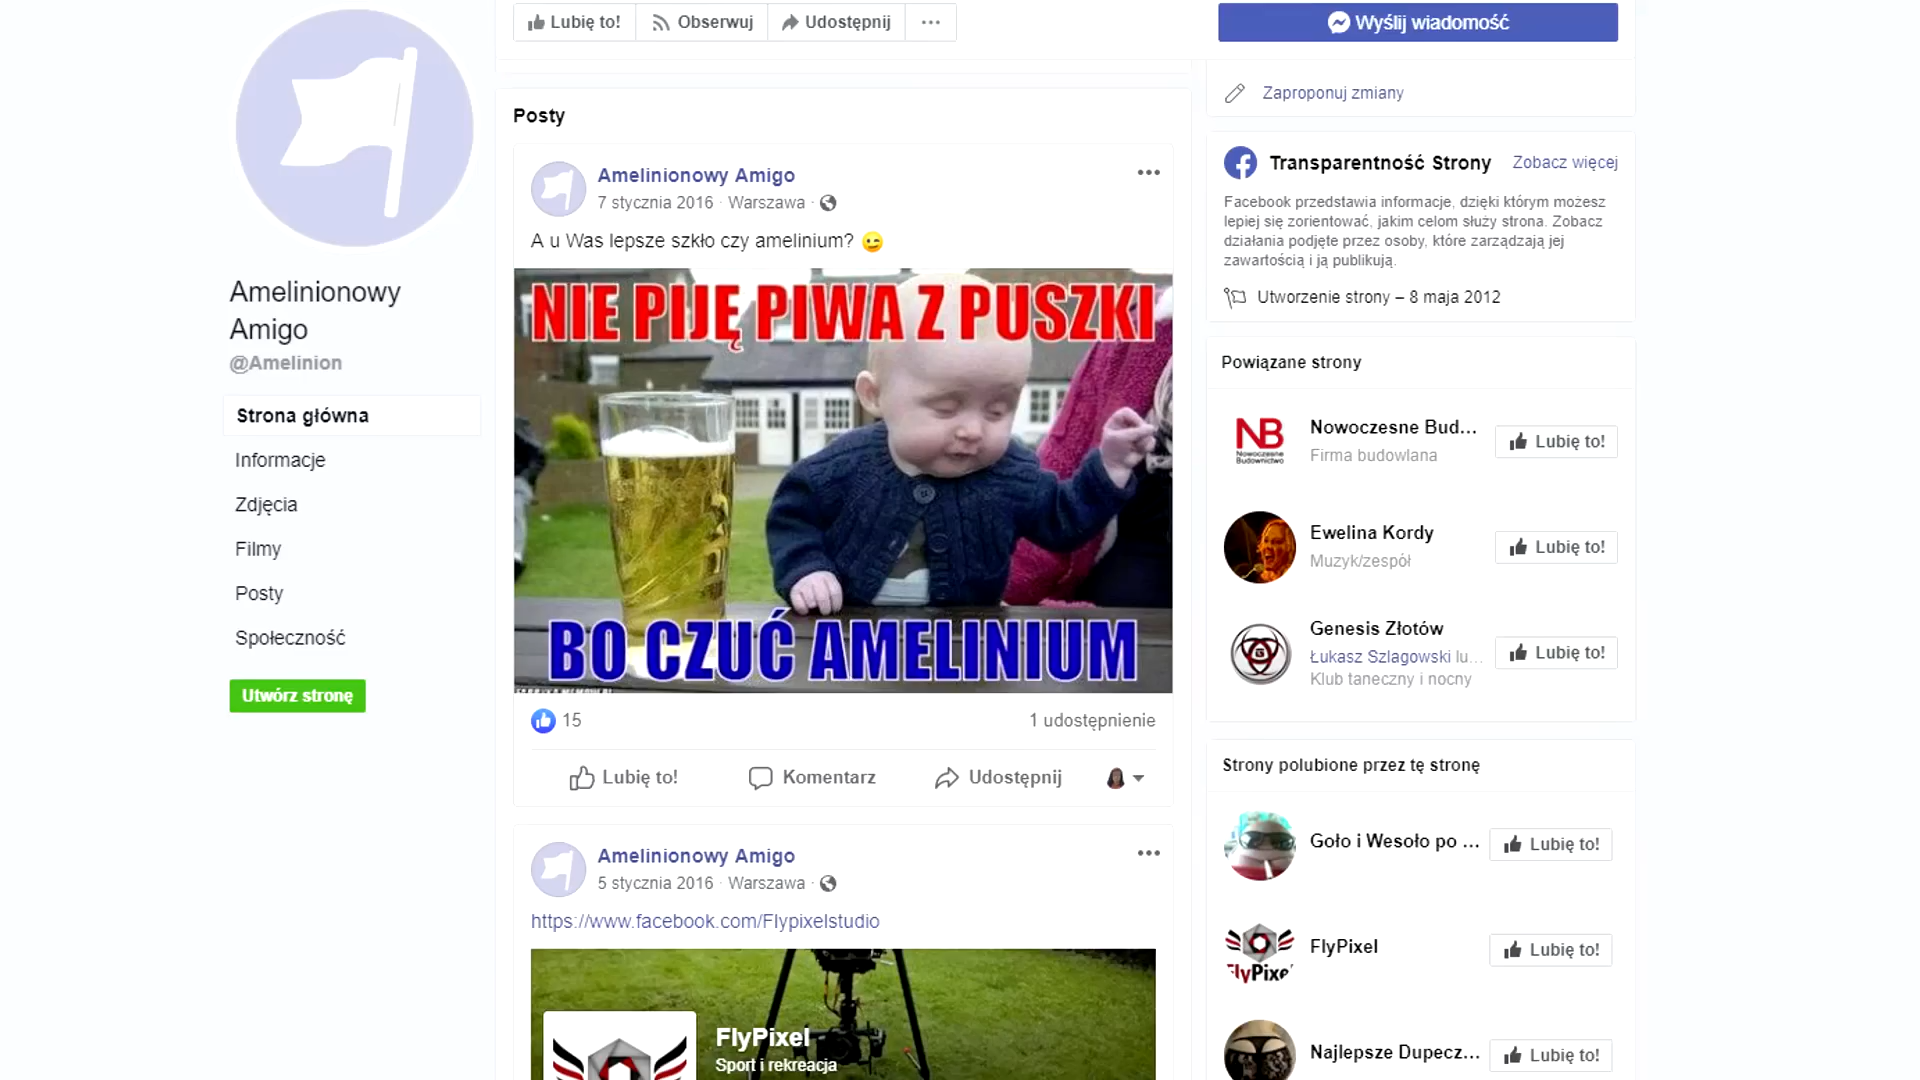 Lubię to!
Obserwuj
Udostępnij
Wyślij wiadomość
Amelinionowy
Amigo
@Amelinion
Strona główna
Informacje
Zdjęcia
Filmy
Posty
Społeczność
Utwórz stronę
Posty
Amelinionowy Amigo
7 stycznia 2016 · Warszawa ·
A u Was lepsze szkło czy amelinium? 😉
NIE PIJĘ PIWA Z PUSZKI
BO CZUĆ AMELINIUM
15
1 udostępnienie
Lubię to!
Komentarz
Udostępnij
Amelinionowy Amigo
5 stycznia 2016 · Warszawa ·
https://www.facebook.com/Flypixelstudio
FlyPixel
Sport i rekreacja
Zaproponuj zmiany
Transparentność Strony
Zobacz więcej
Facebook przedstawia informacje, dzięki którym możesz
lepiej się zorientować, jakim celom służy strona. Zobacz
działania podjęte przez osoby, które zarządzają jej
zawartością i ją publikują.
Utworzenie strony – 8 maja 2012
Powiązane strony
NB
Nowoczesne
Budownictwo
Nowoczesne Bud...
Firma budowlana
Lubię to!
Ewelina Kordy
Muzyk/zespół
Lubię to!
Genesis Złotów
Łukasz Szlagowski lu...
Klub taneczny i nocny
Lubię to!
Strony polubione przez tę stronę
Goło i Wesoło po ...
Lubię to!
FlyPixel
Lubię to!
Najlepsze Dupecz...
Lubię to!